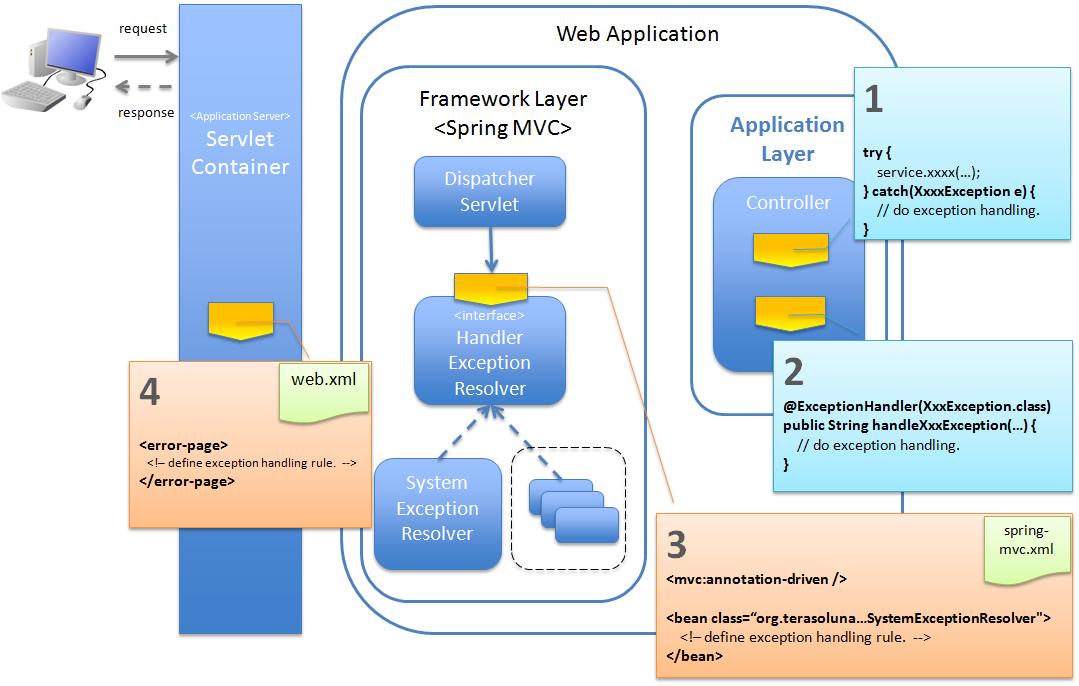 request
response
<Application Server>
Servlet
Container
Web Application
Framework Layer
<Spring MVC>
Dispatcher
Servlet
<interface>
Handler
Exception
Resolver
System
Exception
Resolver
Application
Layer
Controller
1
try {
service.xxxx(...);
} catch(XxxxException e) {
// do exception handling.
}
2
@ExceptionHandler(XxxException.class)
public String handleXxxException(...) {
// do exception handling.
}
3
spring-
mvc.xml
<mvc:annotation-driven />
<bean class=“org.terasoluna...SystemExceptionResolver">
<!– define exception handling rule.  -->
</bean>
4
web.xml
<error-page>
<!– define exception handling rule.  -->
</error-page>